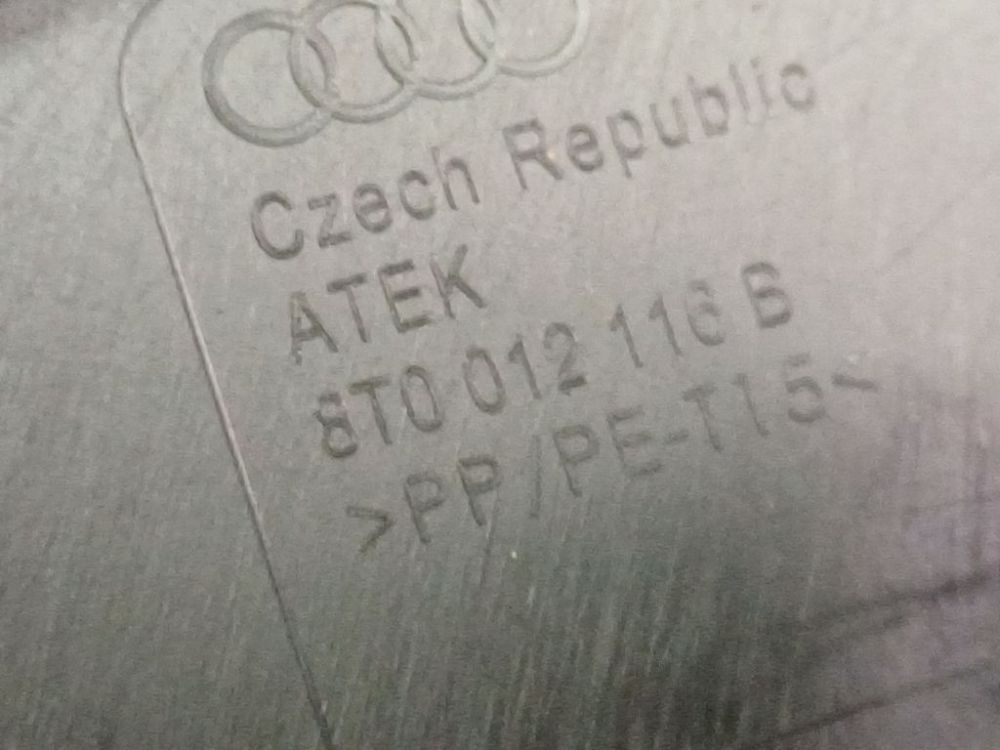 Czech Republic
ATEK
8T0 012 116 B
>PP/PE-T15<